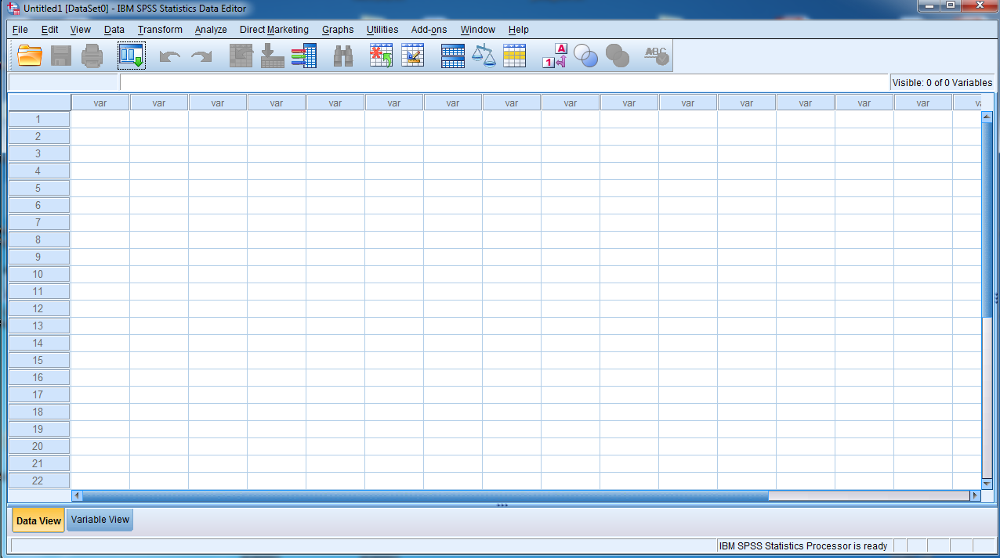 Untitled1 [DataSet0] - IBM SPSS Statistics Data Editor
File Edit View Data Transform Analyze Direct Marketing Graphs Utilities Add-ons Window Help
A
1
ABC
Visible: 0 of 0 Variables
var var var var var var var var var var var var var var var
1
2
3
4
5
6
7
8
9
10
11
12
13
14
15
16
17
18
19
20
21
22
Data View Variable View
IBM SPSS Statistics Processor is ready